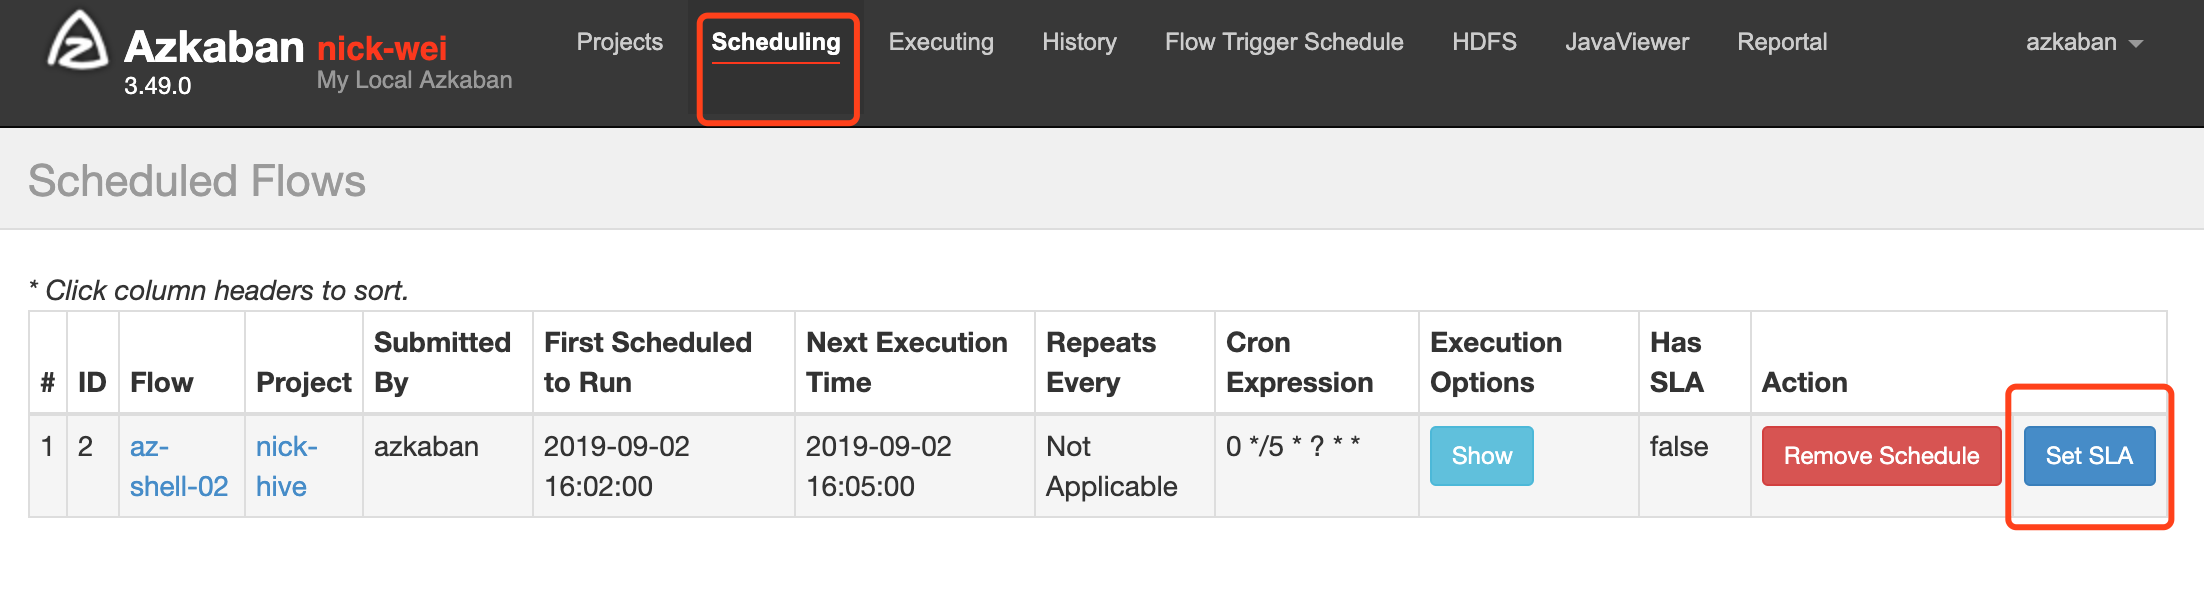 Azkaban nick-wei Projects Scheduling Executing History Flow Trigger Schedule HDFS JavaViewer Reportal azkaban
3.49.0 My Local Azkaban
Scheduled Flows
* Click column headers to sort.
# ID Flow Project Submitted By First Scheduled to Run Next Execution Time Repeats Every Cron Expression Execution Options Has SLA Action
1 2 az-shell-02 nick-hive azkaban 2019-09-02 16:02:00 2019-09-02 16:05:00 Not Applicable 0 */5 * ? * * Show false Remove Schedule Set SLA